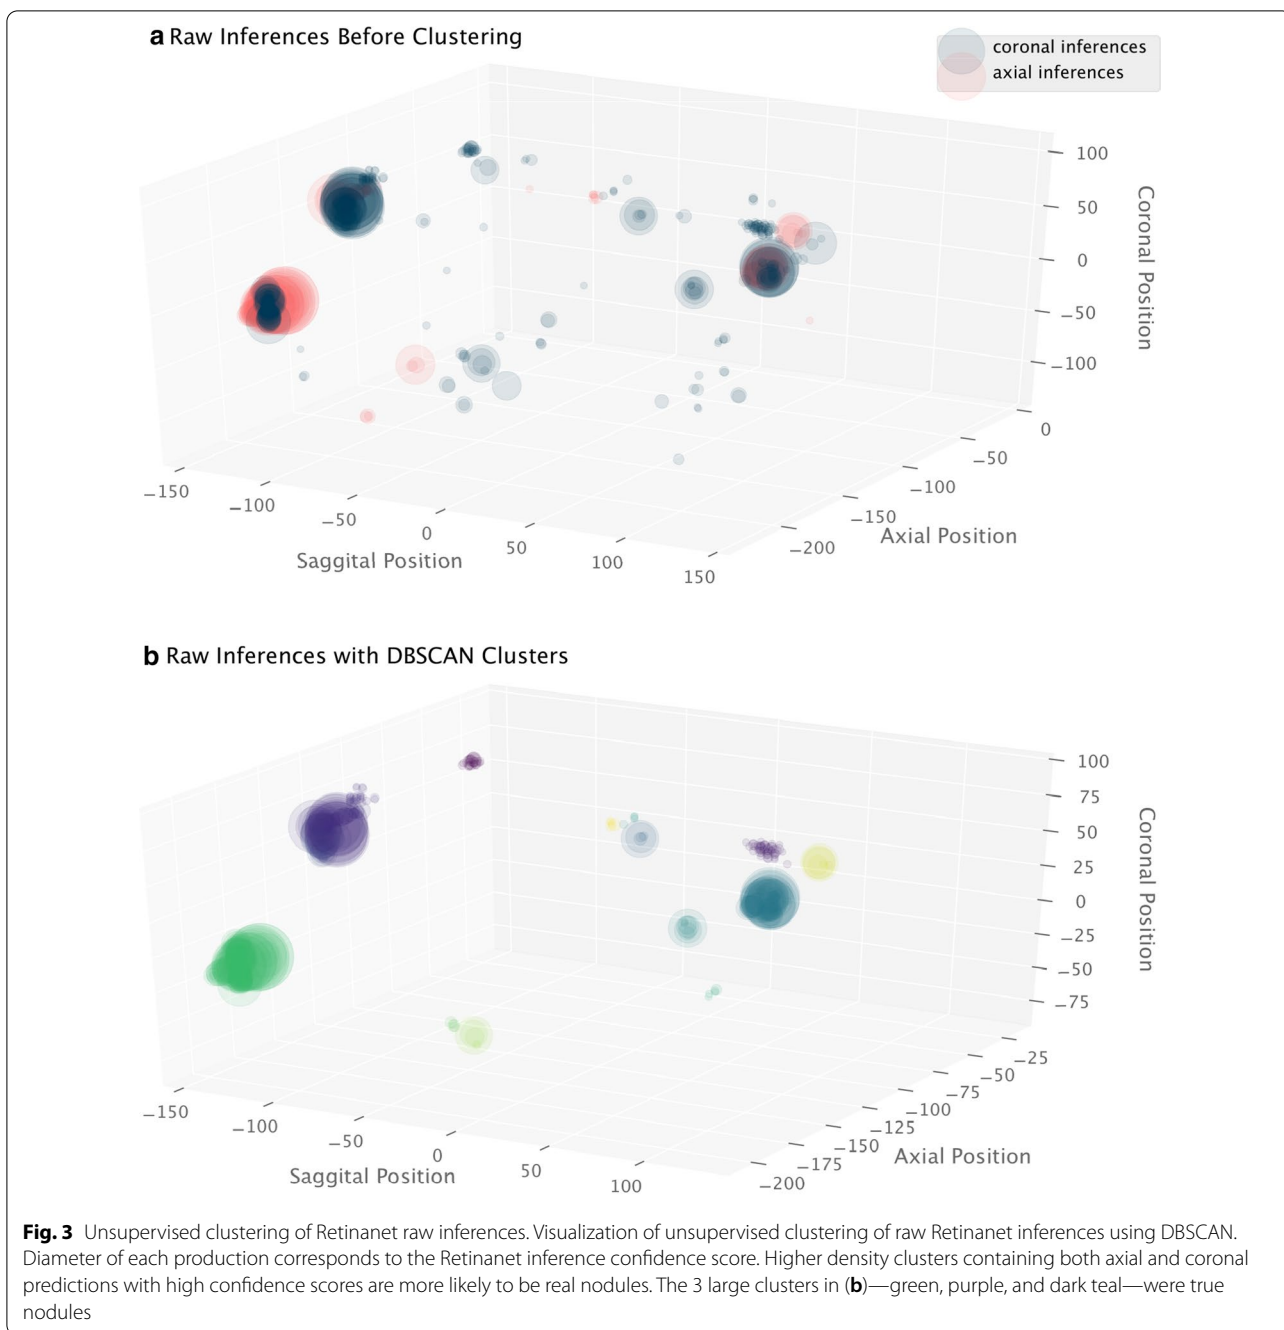 a Raw Inferences Before Clustering
coronal inferences
axial inferences
100
50
0
−50
−100
Coronal Position
0
−50
−100
−150
−200
Axial Position
−150
−100
−50
0
50
100
150
Saggital Position
b Raw Inferences with DBSCAN Clusters
100
75
50
25
0
−25
−50
−75
Coronal Position
−25
−50
−75
−100
−125
−150
−175
−200
Axial Position
−150
−100
−50
0
50
100
Saggital Position
Fig. 3 Unsupervised clustering of Retinanet raw inferences. Visualization of unsupervised clustering of raw Retinanet inferences using DBSCAN.
Diameter of each production corresponds to the Retinanet inference confidence score. Higher density clusters containing both axial and coronal
predictions with high confidence scores are more likely to be real nodules. The 3 large clusters in (b)—green, purple, and dark teal—were true
nodules